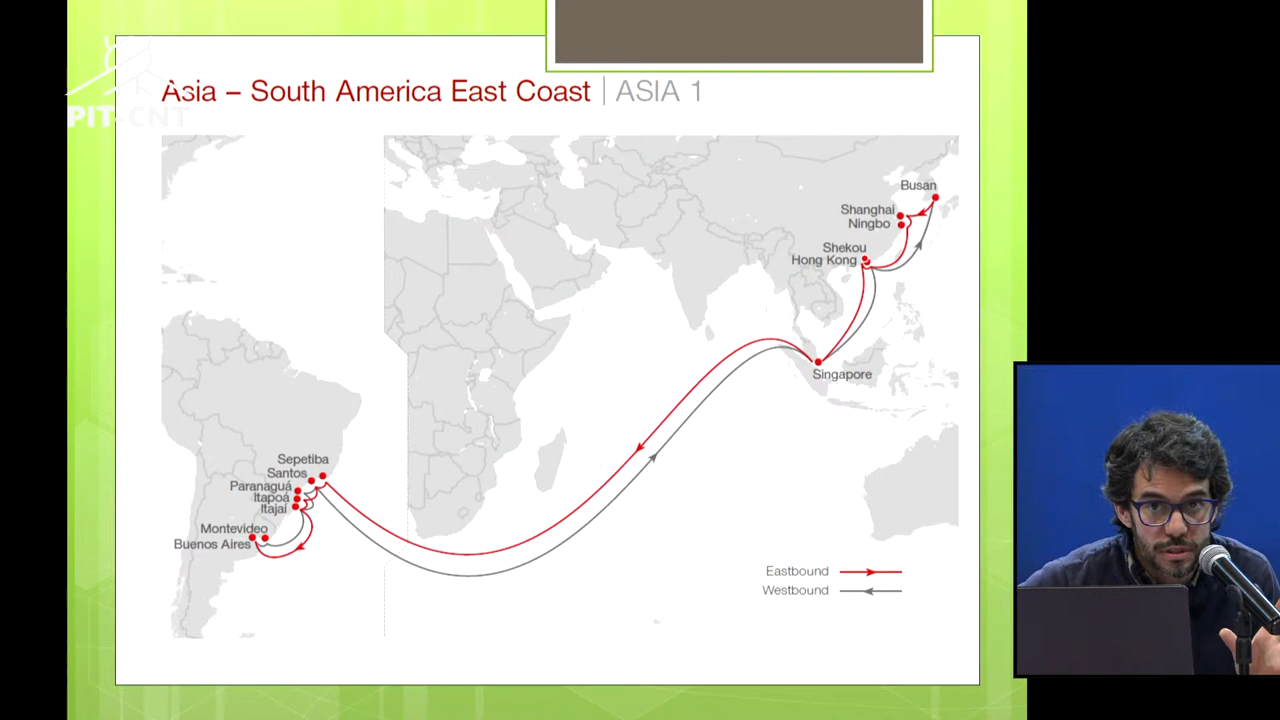 Asia – South America East Coast | ASIA 1
PIT-CNT
Busan
Shanghai
Ningbo
Shekou
Hong Kong
Singapore
Sepetiba
Santos
Paranaguá
Itapoá
Itajaí
Montevideo
Buenos Aires
Eastbound
Westbound